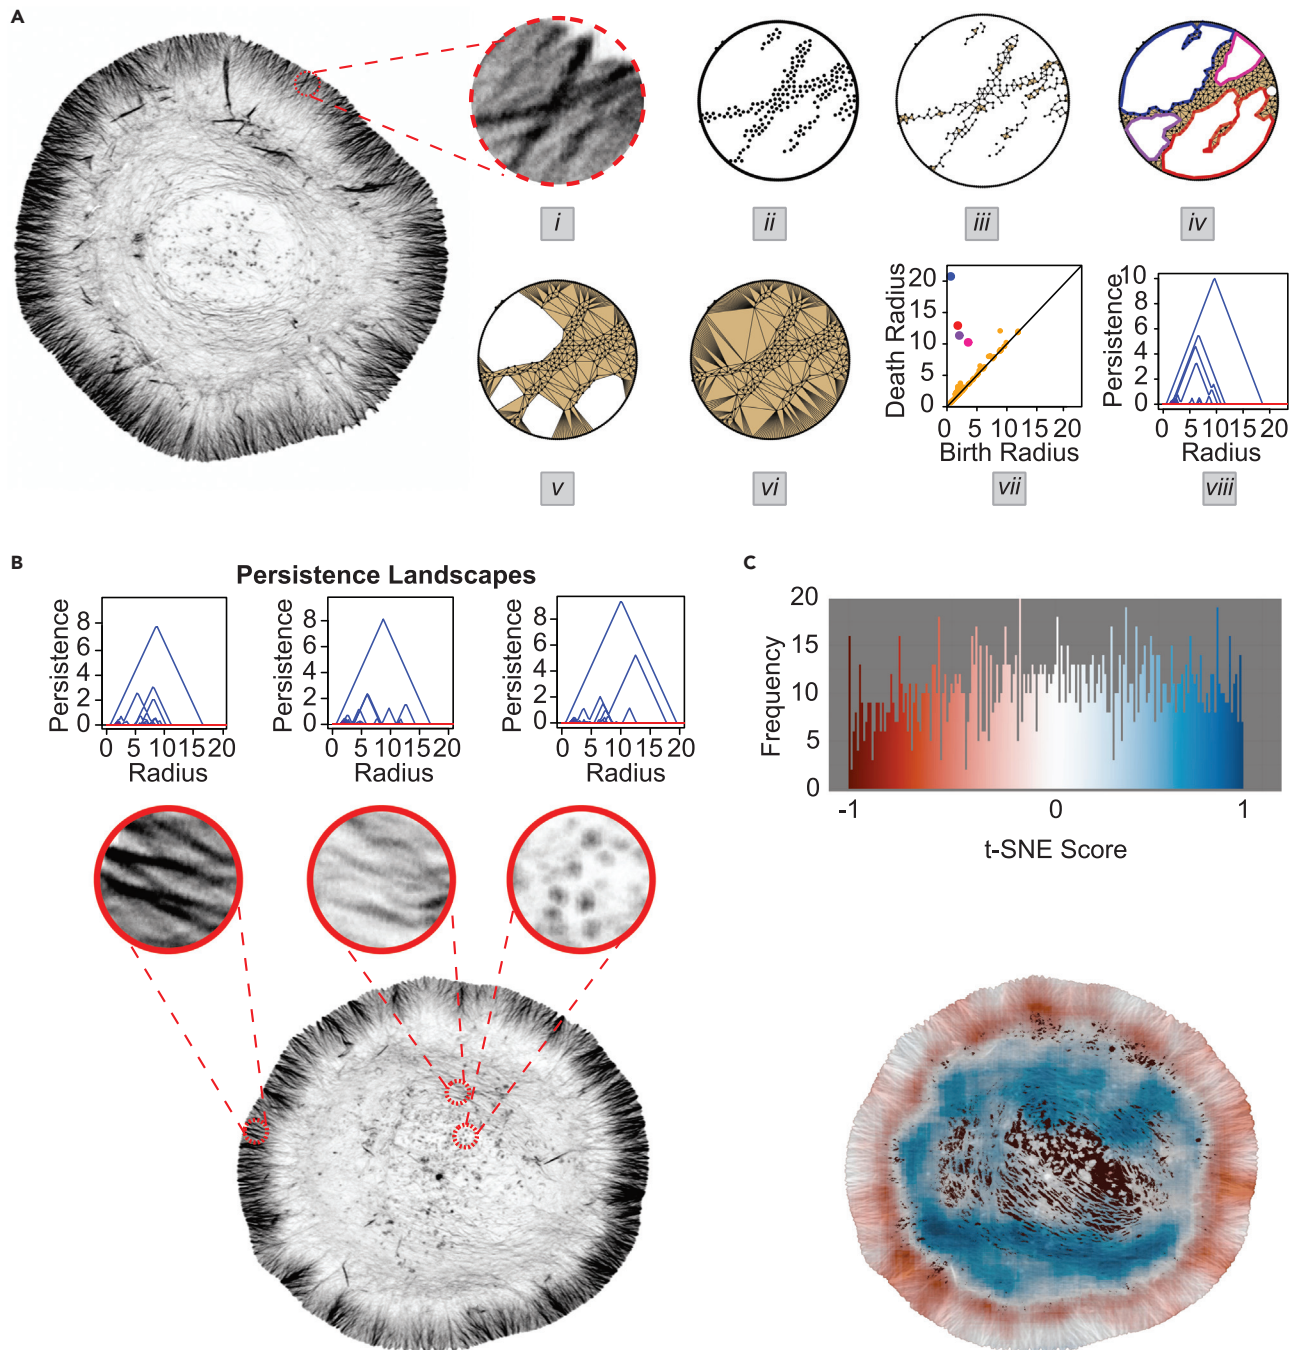 A
i
ii
iii
iv
Death Radius
20
15
10
5
0
0 5 10 15 20
Birth Radius
Persistence
10
8
6
4
2
0
0 5 10 15 20
Radius
v
vi
vii
viii
B
Persistence Landscapes
Persistence
8
6
4
2
0
0 5 10 15 20
Radius
Persistence
8
6
4
2
0
0 5 10 15 20
Radius
Persistence
8
6
4
2
0
0 5 10 15 20
Radius
C
Frequency
20
15
10
5
0
-1 0 1
t-SNE Score